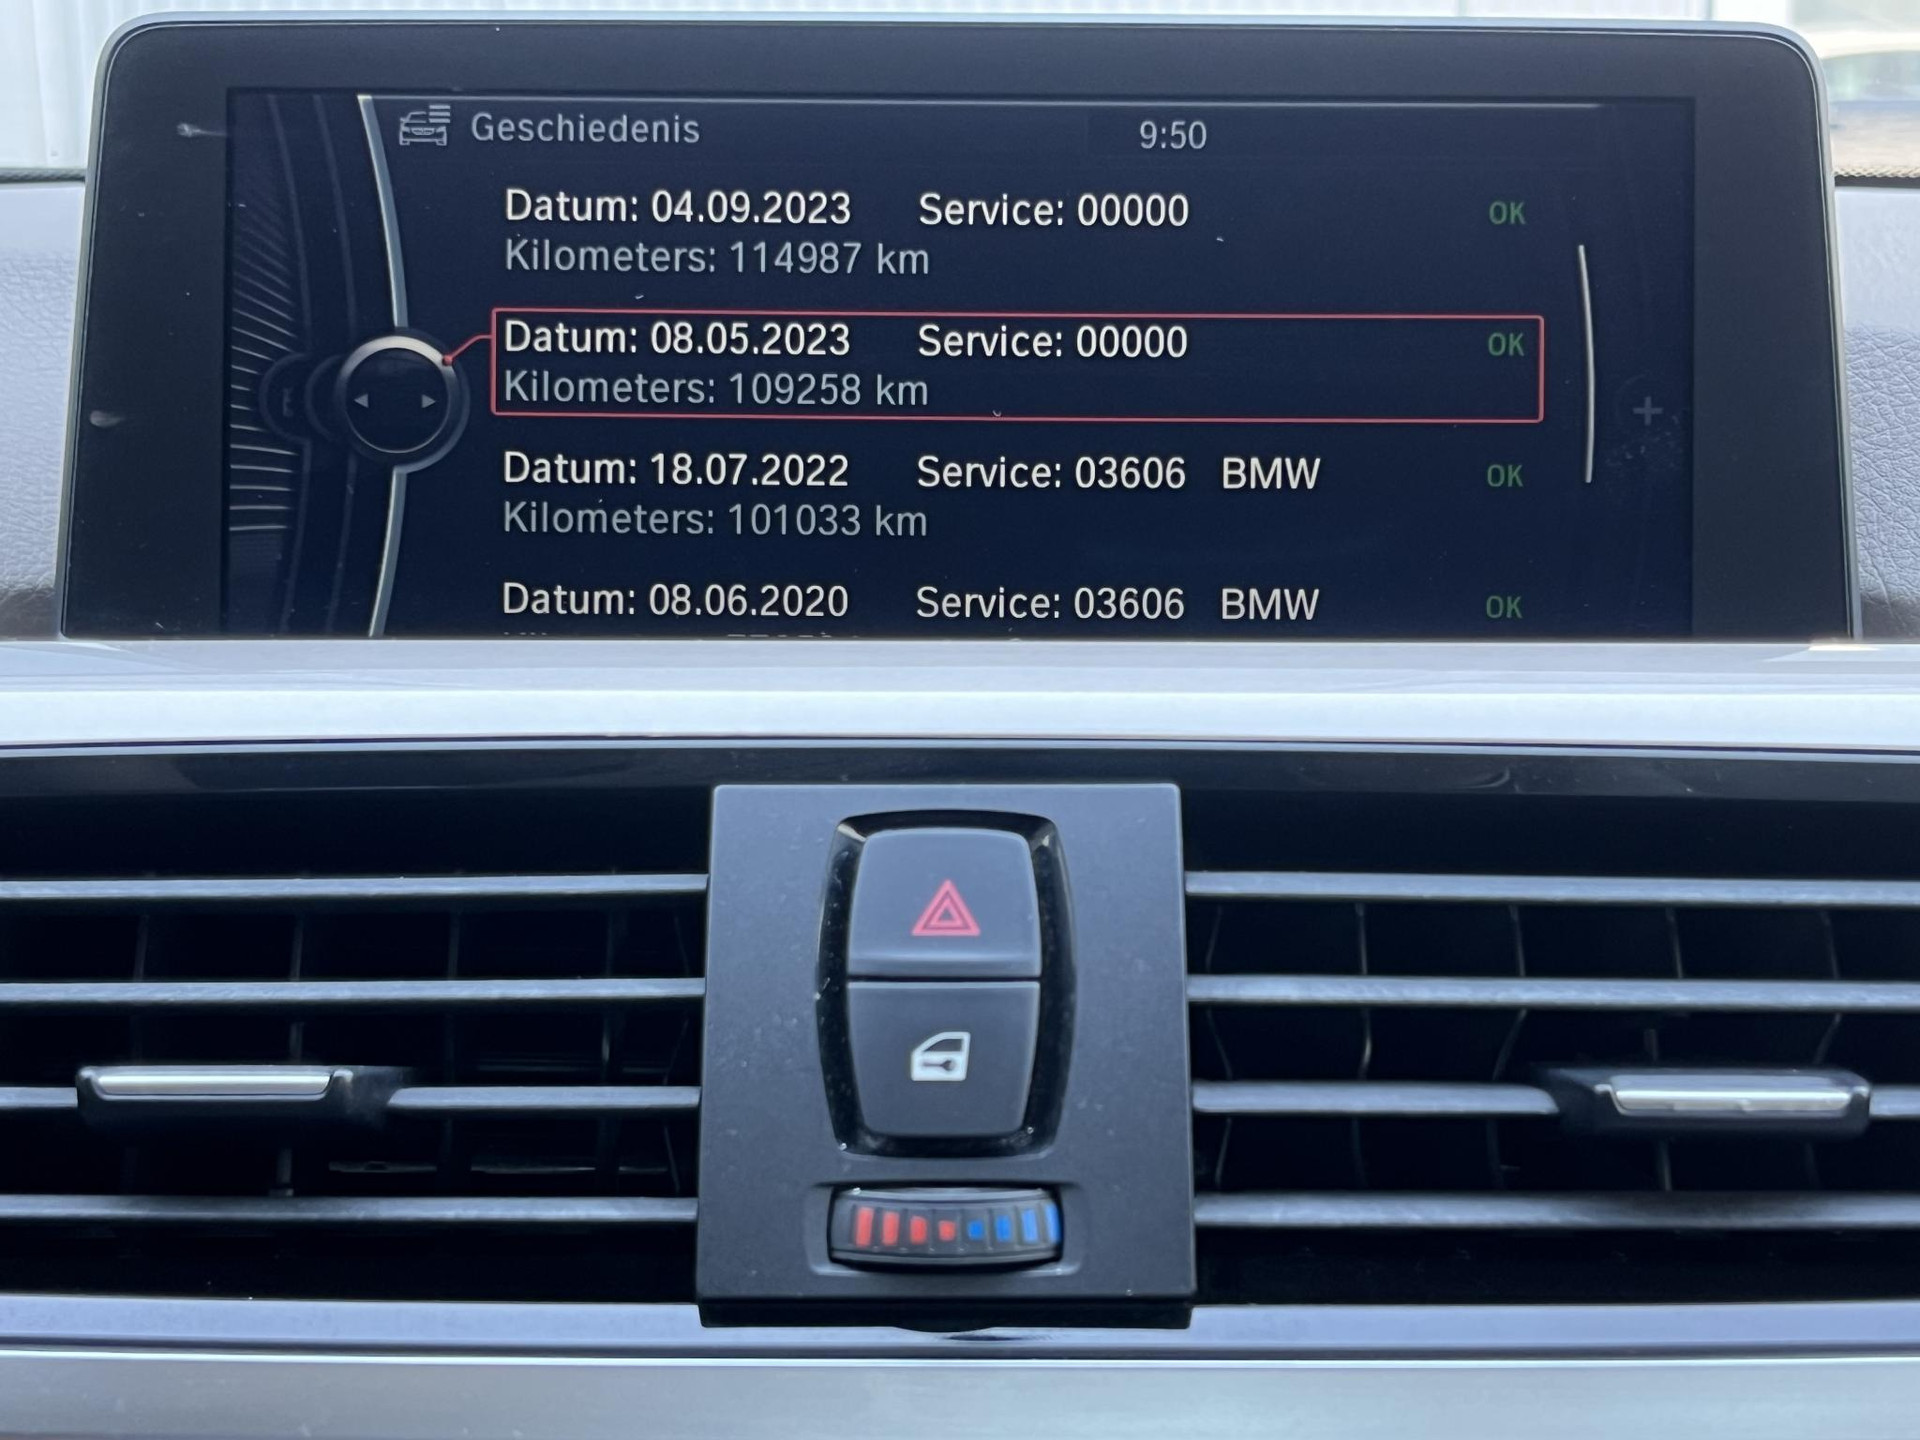 Geschiedenis 9:50
Datum: 04.09.2023 Service: 00000 OK
Kilometers: 114987 km
Datum: 08.05.2023 Service: 00000 OK
Kilometers: 109258 km
Datum: 18.07.2022 Service: 03606 BMW OK
Kilometers: 101033 km
Datum: 08.06.2020 Service: 03606 BMW OK